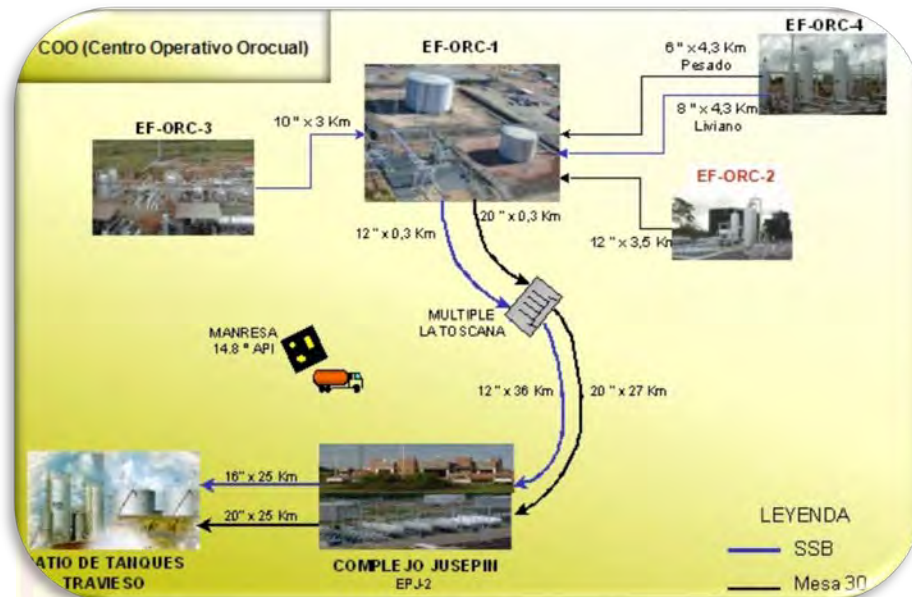 COO (Centro Operativo Orocual)
EF-ORC-1
EF-ORC-4
6" x 4,3 Km
Pesado
8" x 4,3 Km
Liviano
10" x 3 Km
EF-ORC-3
EF-ORC-2
12" x 3,5 Km
20" x 0,3 Km
12" x 0,3 Km
MULTIPLE
LA TOSCANA
MANRESA
14.8 ° API
12" x 36 Km
20" x 27 Km
16" x 25 Km
20" x 25 Km
ATIO DE TANQUES
TRAVIESO
COMPLEJO JUSEPIN
EPJ-2
LEYENDA
SSB
Mesa 30